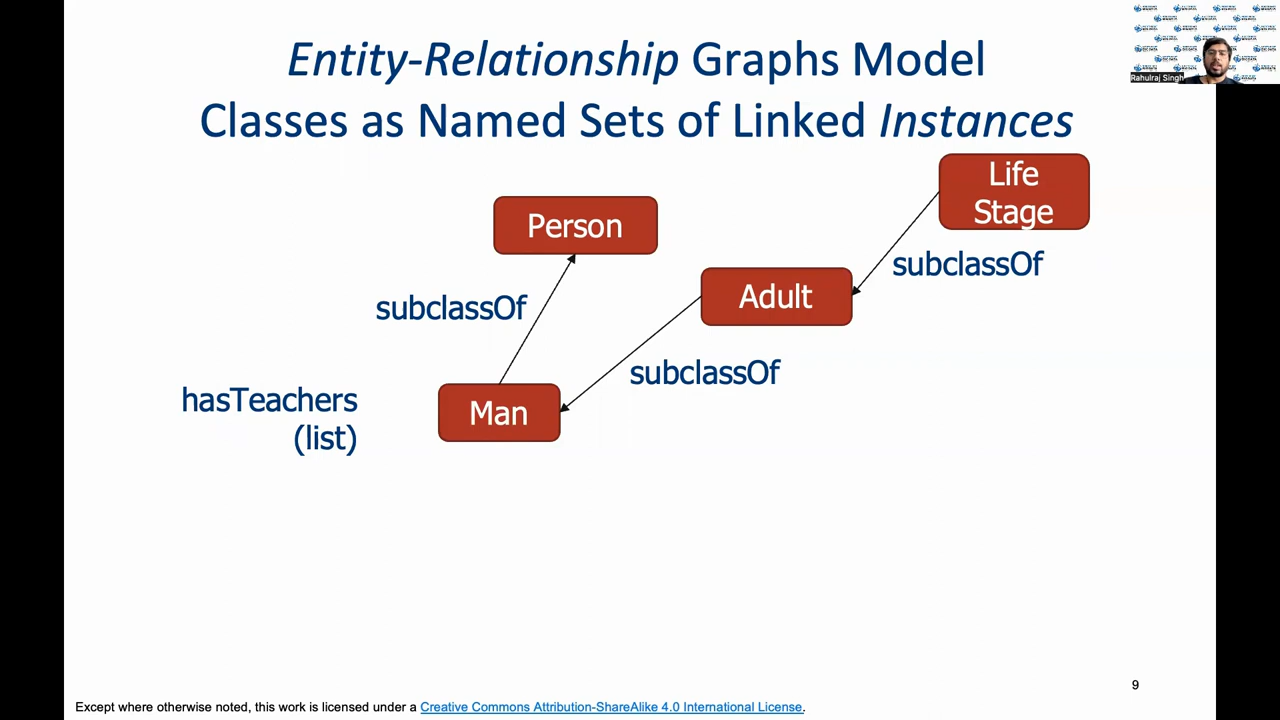 Entity-Relationship Graphs Model
Classes as Named Sets of Linked Instances
Rahulraj Singh
Life
Stage
Person
subclassOf
Adult
subclassOf
subclassOf
hasTeachers
(list)
Man
9
Except where otherwise noted, this work is licensed under a Creative Commons Attribution-ShareAlike 4.0 International License.